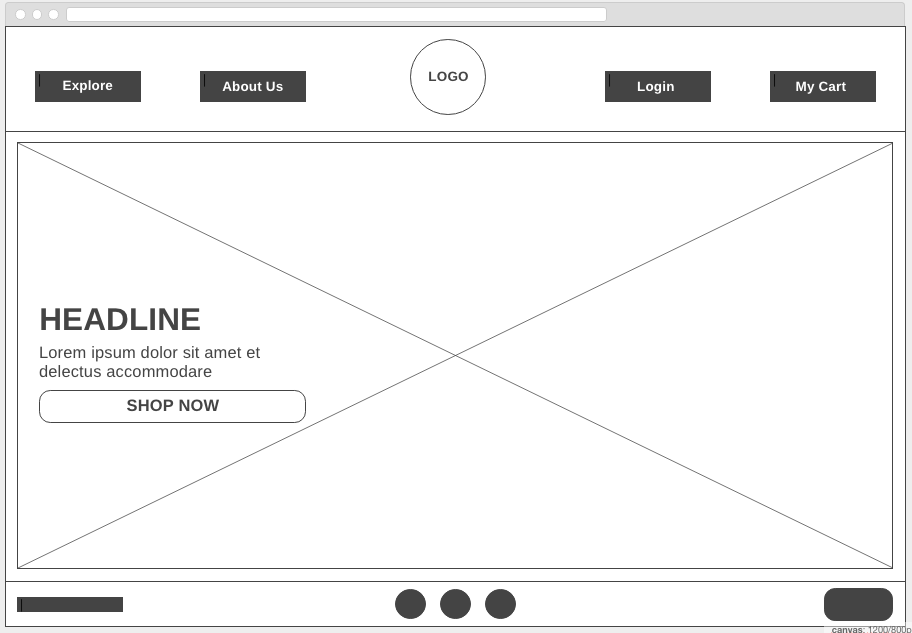 Explore
About Us
LOGO
Login
My Cart
HEADLINE
Lorem ipsum dolor sit amet et
delectus accommodare
SHOP NOW
canvas: 1200/800p